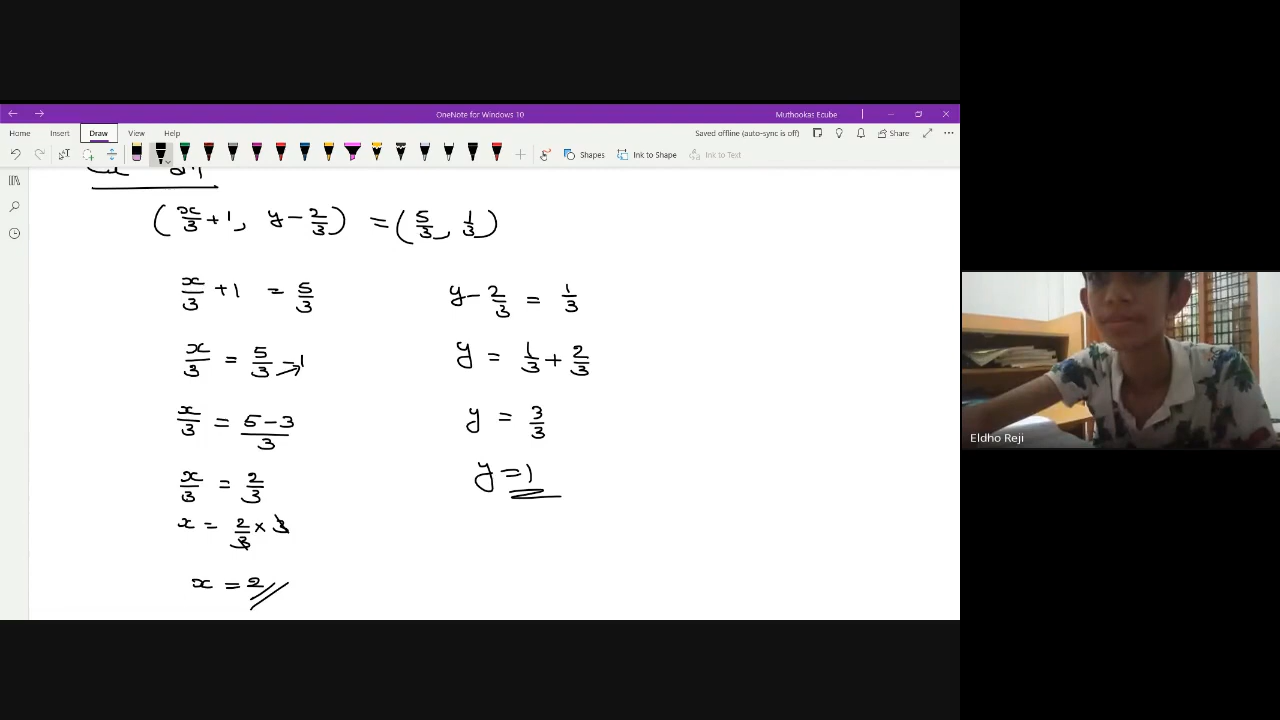 OneNote for Windows 10
Muthookas Ecube
Home Insert Draw View Help
Saved offline (auto-sync is off) Share
Shapes Ink to Shape Ink to Text
(x/3 + 1, y - 2/3) = (5/3, 1/3)
x/3 + 1 = 5/3
x/3 = 5/3 - 1
x/3 = (5-3)/3
x/3 = 2/3
x = 2/3 × 3
x = 2
y - 2/3 = 1/3
y = 1/3 + 2/3
y = 3/3
y = 1
Eldho Reji